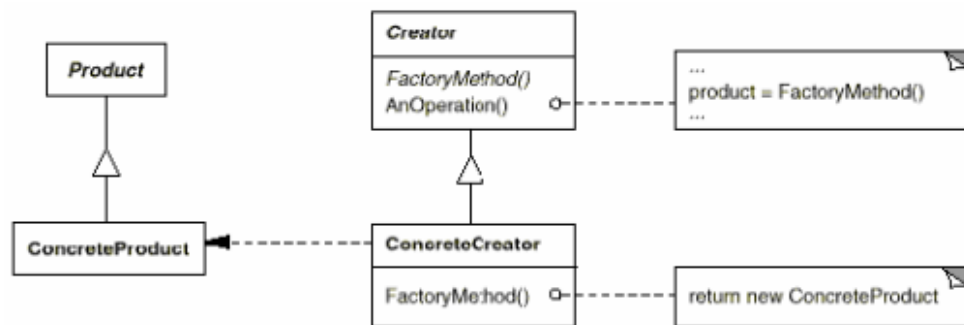 Product
ConcreteProduct
Creator
FactoryMethod()
AnOperation()
...
product = FactoryMethod()
...
ConcreteCreator
FactoryMethod()
return new ConcreteProduct